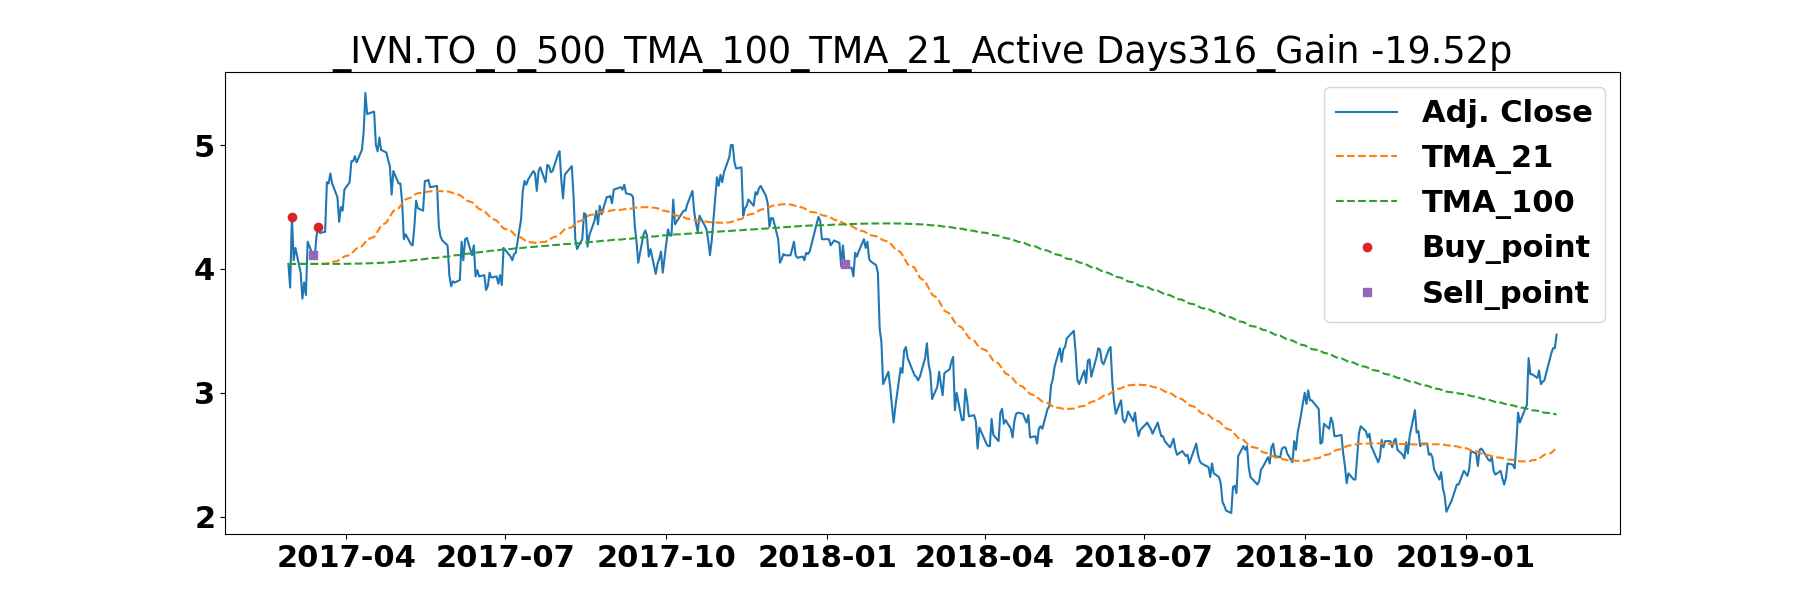 _IVN.TO_0_500_TMA_100_TMA_21_Active Days316_Gain -19.52p
Adj. Close
TMA_21
TMA_100
Buy_point
Sell_point
5
4
3
2
2017-04 2017-07 2017-10 2018-01 2018-04 2018-07 2018-10 2019-01